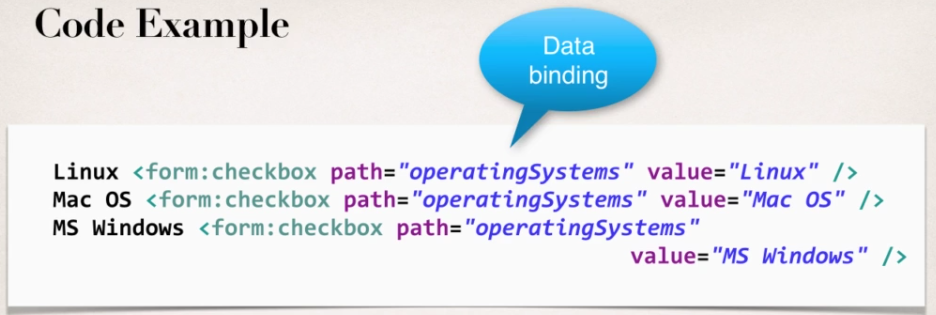 Code Example
Data
binding
Linux <form:checkbox path="operatingSystems" value="Linux" />
Mac OS <form:checkbox path="operatingSystems" value="Mac OS" />
MS Windows <form:checkbox path="operatingSystems"
value="MS Windows" />